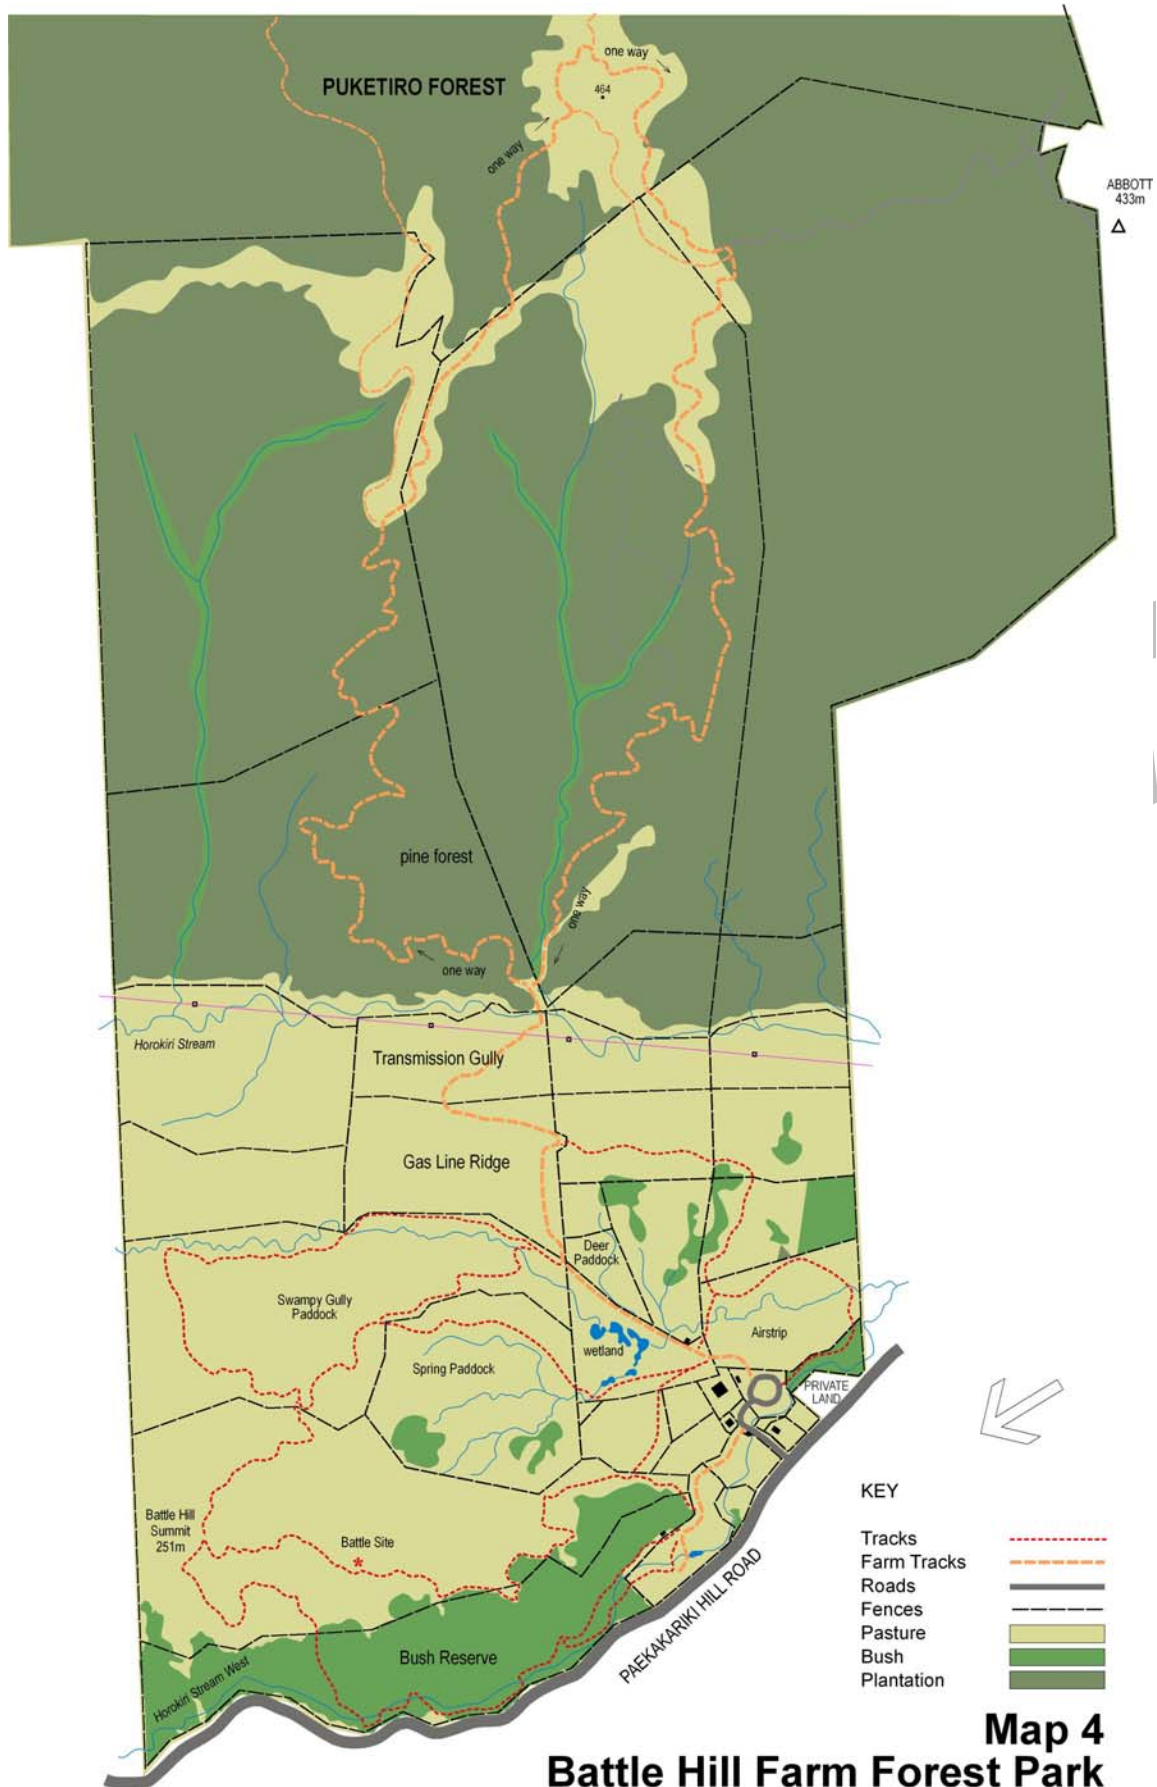 one way
PUKETIRO FOREST
464
one way
ABBOTT
433m
pine forest
one way
one way
Horokiri Stream
Transmission Gully
Gas Line Ridge
Deer
Paddock
Swampy Gully
Paddock
Airstrip
wetland
Spring Paddock
PRIVATE
LAND
Battle Hill
Summit
251m
Battle Site
*
Bush Reserve
Horokiri Stream West
PAEKAKARIKI HILL ROAD
KEY
Tracks
Farm Tracks
Roads
Fences
Pasture
Bush
Plantation
Map 4
Battle Hill Farm Forest Park